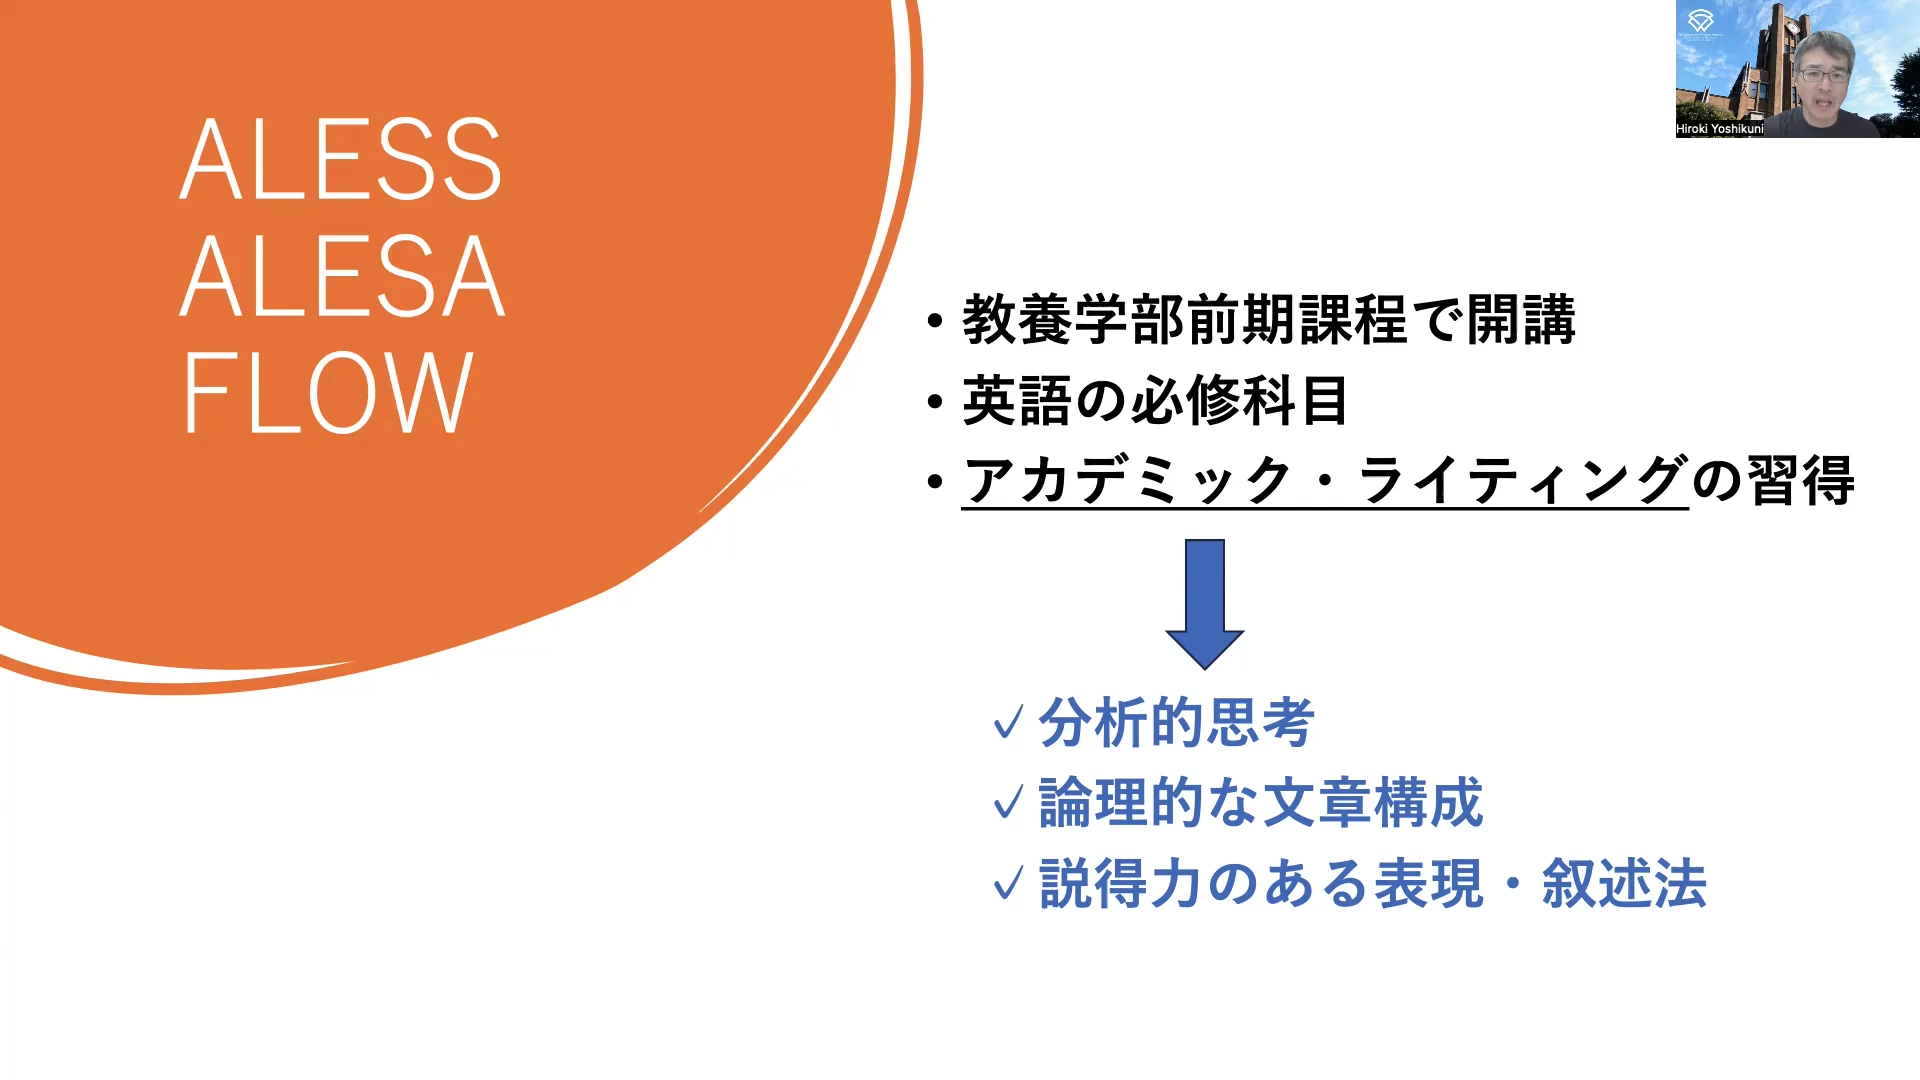 ALESS
ALESA
FLOW
• 教養学部前期課程で開講
• 英語の必修科目
• アカデミック・ライティングの習得
✓ 分析的思考
✓ 論理的な文章構成
✓ 説得力のある表現・叙述法
Hiroki Yoshikuni